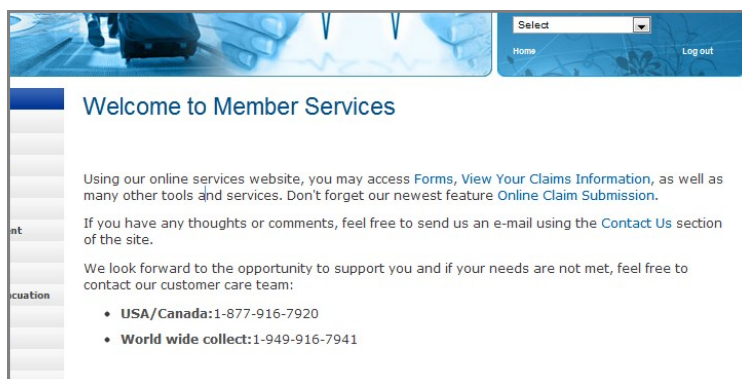 Select
Home Log out
Welcome to Member Services
Using our online services website, you may access Forms, View Your Claims Information, as well as
many other tools and services. Don't forget our newest feature Online Claim Submission.
If you have any thoughts or comments, feel free to send us an e-mail using the Contact Us section
of the site.
nt
We look forward to the opportunity to support you and if your needs are not met, feel free to
contact our customer care team:
cuation
• USA/Canada:1-877-916-7920
• World wide collect:1-949-916-7941